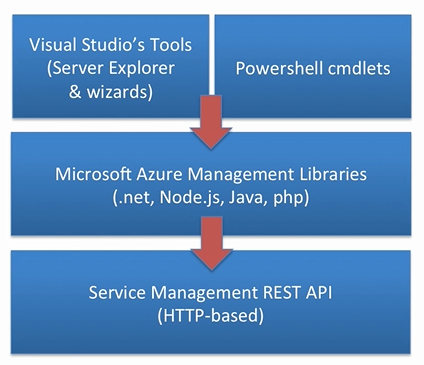 Visual Studio’s Tools
(Server Explorer
& wizards)
Powershell cmdlets
Microsoft Azure Management Libraries
(.net, Node.js, Java, php)
Service Management REST API
(HTTP-based)